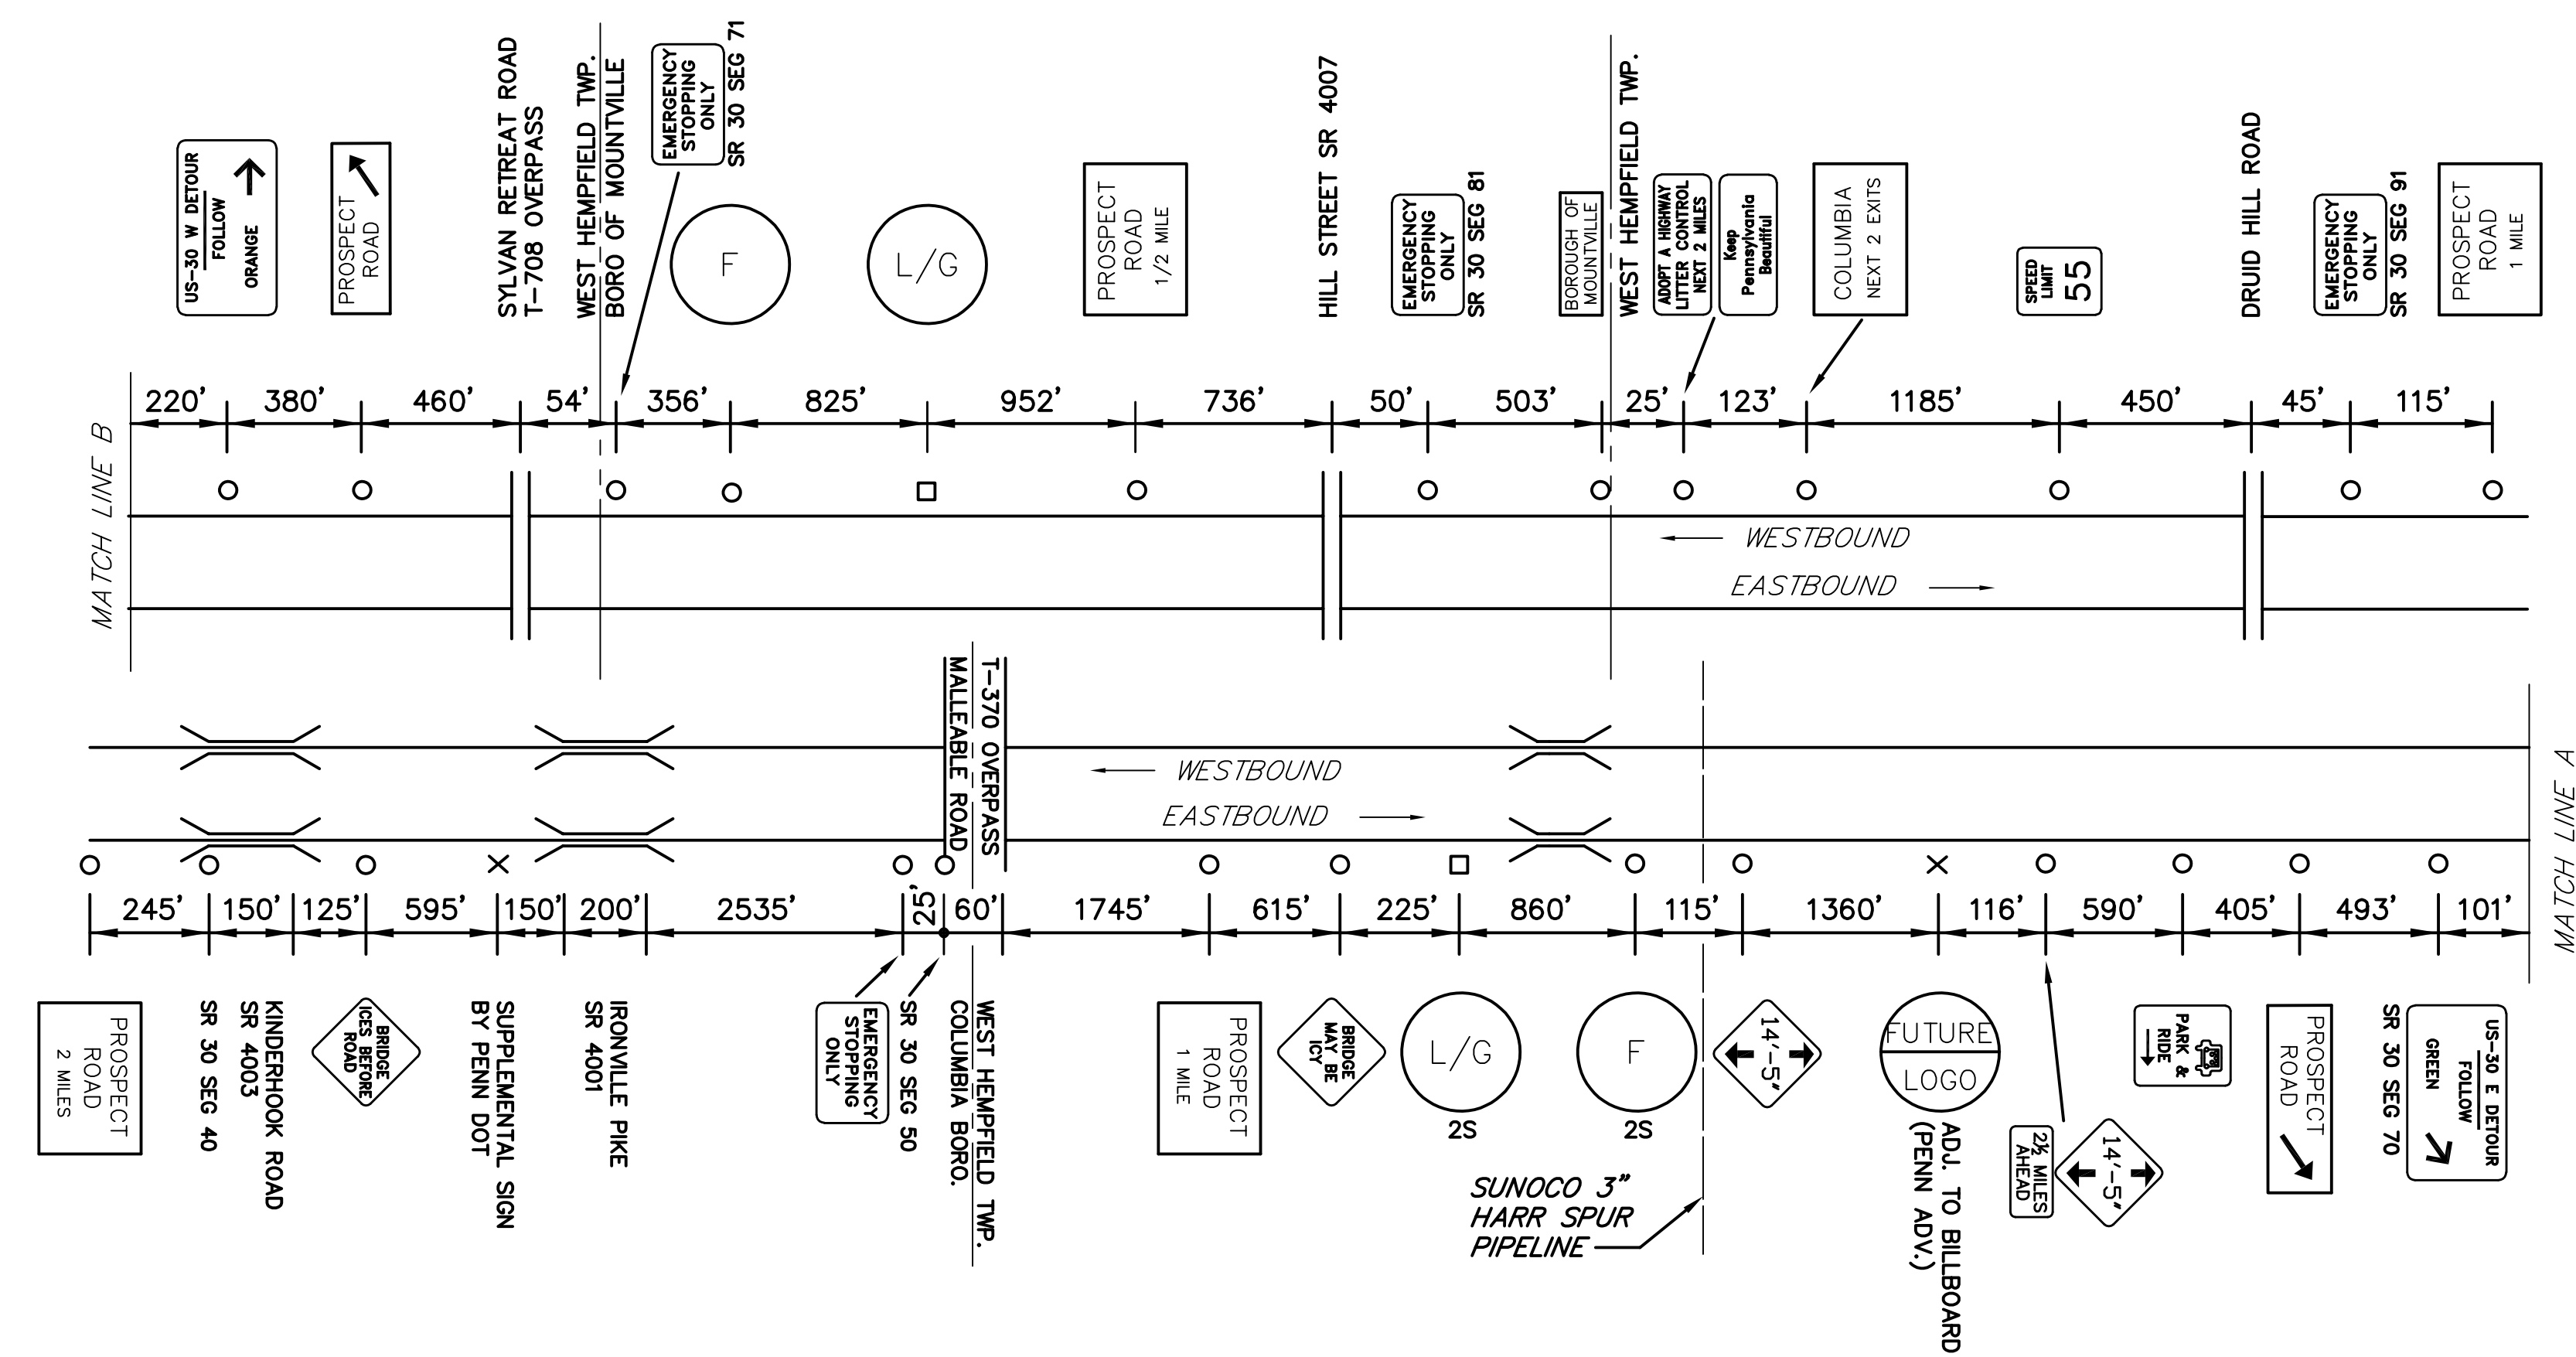 US-30 W DETOUR
FOLLOW
ORANGE
PROSPECT
ROAD
SYLVAN RETREAT ROAD
T-708 OVERPASS
WEST HEMPFIELD TWP.
BORO OF MOUNTVILLE
EMERGENCY
STOPPING
ONLY
SR 30 SEG 71
F
L/G
PROSPECT
ROAD
1/2 MILE
HILL STREET SR 4007
EMERGENCY
STOPPING
ONLY
SR 30 SEG 81
BOROUGH OF
MOUNTVILLE
WEST HEMPFIELD TWP.
ADOPT A HIGHWAY
LITTER CONTROL
NEXT 2 MILES
Keep
Pennsylvania
Beautiful
COLUMBIA
NEXT 2 EXITS
SPEED
LIMIT
55
DRUID HILL ROAD
EMERGENCY
STOPPING
ONLY
SR 30 SEG 91
PROSPECT
ROAD
1 MILE
220' 380' 460' 54' 356' 825' 952' 736' 50' 503' 25' 123' 1185' 450' 45' 115'
MATCH LINE B
WESTBOUND
EASTBOUND
MALLEABLE ROAD
T-370 OVERPASS
WESTBOUND
EASTBOUND
MATCH LINE A
245' 150' 125' 595' 150' 200' 2535' 25' 60' 1745' 615' 225' 860' 115' 1360' 116' 590' 405' 493' 101'
PROSPECT
ROAD
2 MILES
SR 30 SEG 40
KINDERHOOK ROAD
SR 4003
BRIDGE
ICES BEFORE
ROAD
SUPPLEMENTAL SIGN
BY PENN DOT
IRONVILLE PIKE
SR 4001
EMERGENCY
STOPPING
ONLY
SR 30 SEG 50
WEST HEMPFIELD TWP.
COLUMBIA BORO.
PROSPECT
ROAD
1 MILE
BRIDGE
MAY BE
ICY
L/G
2S
F
2S
SUNOCO 3"
HARR SPUR
PIPELINE
14'-5"
FUTURE
LOGO
ADJ. TO BILLBOARD
(PENN ADV.)
2½ MILES
AHEAD
14'-5"
PARK &
RIDE
PROSPECT
ROAD
SR 30 SEG 70
US-30 E DETOUR
FOLLOW
GREEN